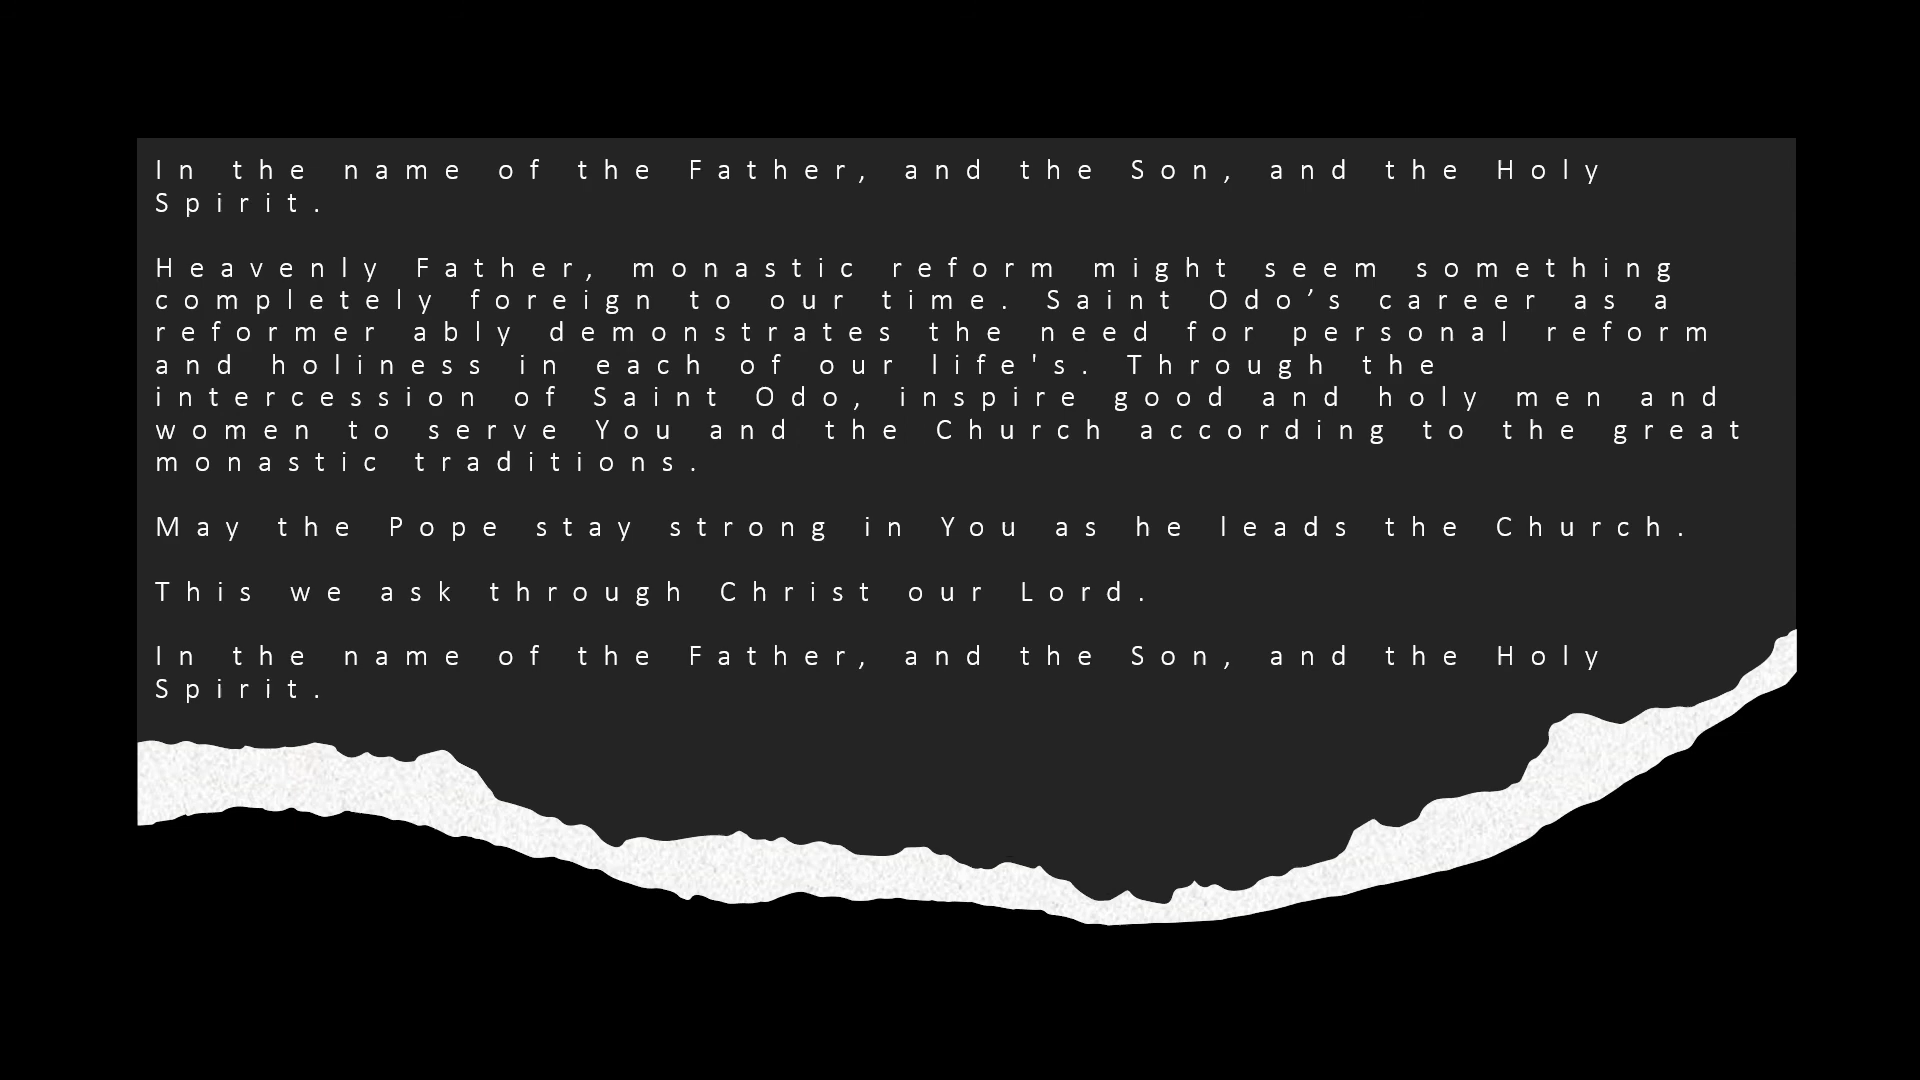 In the name of the Father, and the Son, and the Holy
Spirit.
Heavenly Father, monastic reform might seem something
completely foreign to our time. Saint Odo’s career as a
reformer ably demonstrates the need for personal reform
and holiness in each of our life's. Through the
intercession of Saint Odo, inspire good and holy men and
women to serve You and the Church according to the great
monastic traditions.
May the Pope stay strong in You as he leads the Church.
This we ask through Christ our Lord.
In the name of the Father, and the Son, and the Holy
Spirit.